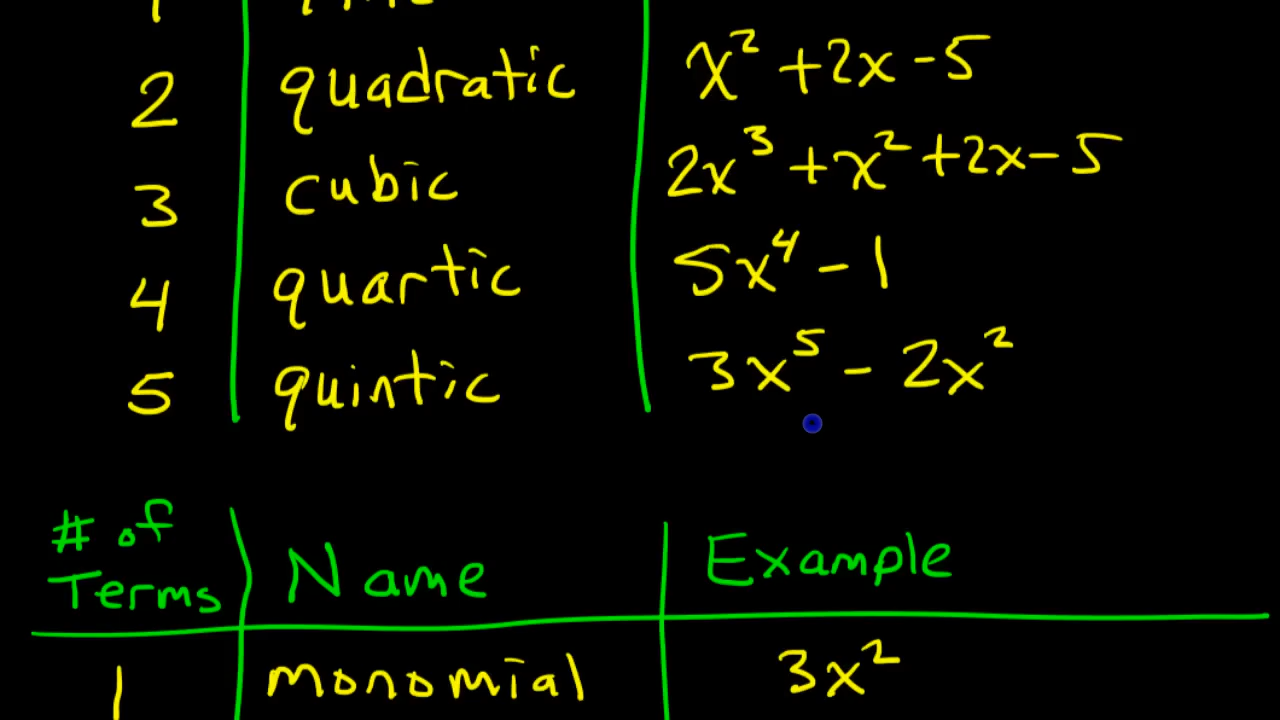 2 quadratic x² + 2x - 5
3 cubic 2x³ + x² + 2x - 5
4 quartic 5x⁴ - 1
5 quintic 3x⁵ - 2x²
# of Terms Name Example
1 monomial 3x²